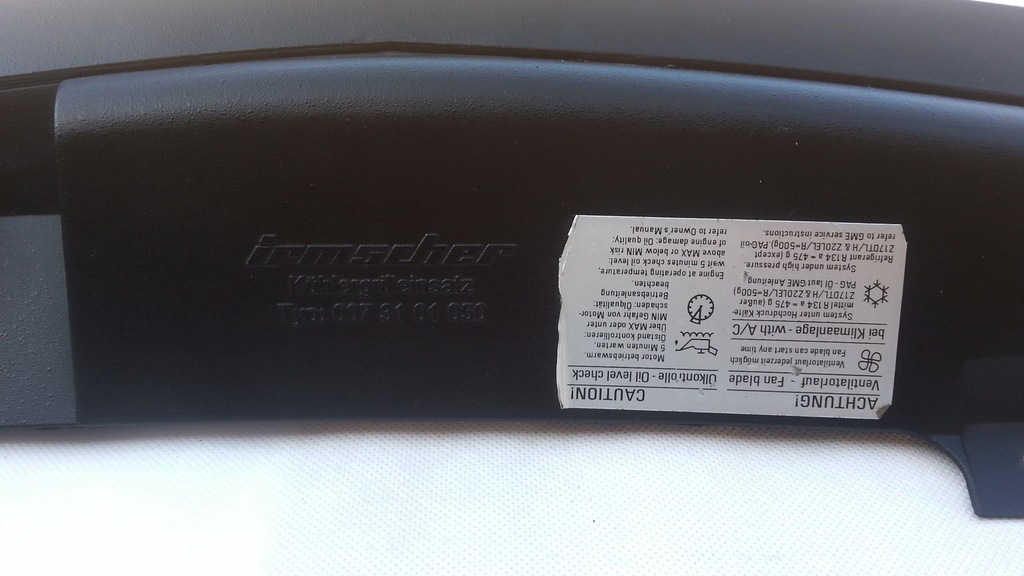 irmscher
Kühlergrilleinsatz
Typ: 007 31 01 050
ACHTUNG!
Ventilatorlauf - Fan blade
Ventilatorlauf jederzeit möglich
Fan blade can start any time
bei Klimaanlage - with A/C
System unter Hochdruck Kälte-
mittel R134 a = 475 g (außer
Z17DTL/H & Z20LEL/R=500g)
PAG - öl laut GME Anleitung
System under high pressure.
Refrigerant R134 a = 475 g (except
Z17DTL/H & Z20LEL/R=500g) PAG-oil
refer to GME service instructions.
CAUTION!
Ölkontrolle - Oil level check
Motor betriebswarm.
5 Minuten warten.
Ölstand kontrollieren:
Über MAX oder unter
MIN Gefahr von Motor-
schäden: Ölqualität:
Betriebsanleitung
beachten.
Engine at operating temperature,
wait 5 minutes check oil level:
above MAX or below MIN risk
of engine damage: Oil quality:
refer to Owner's Manual.